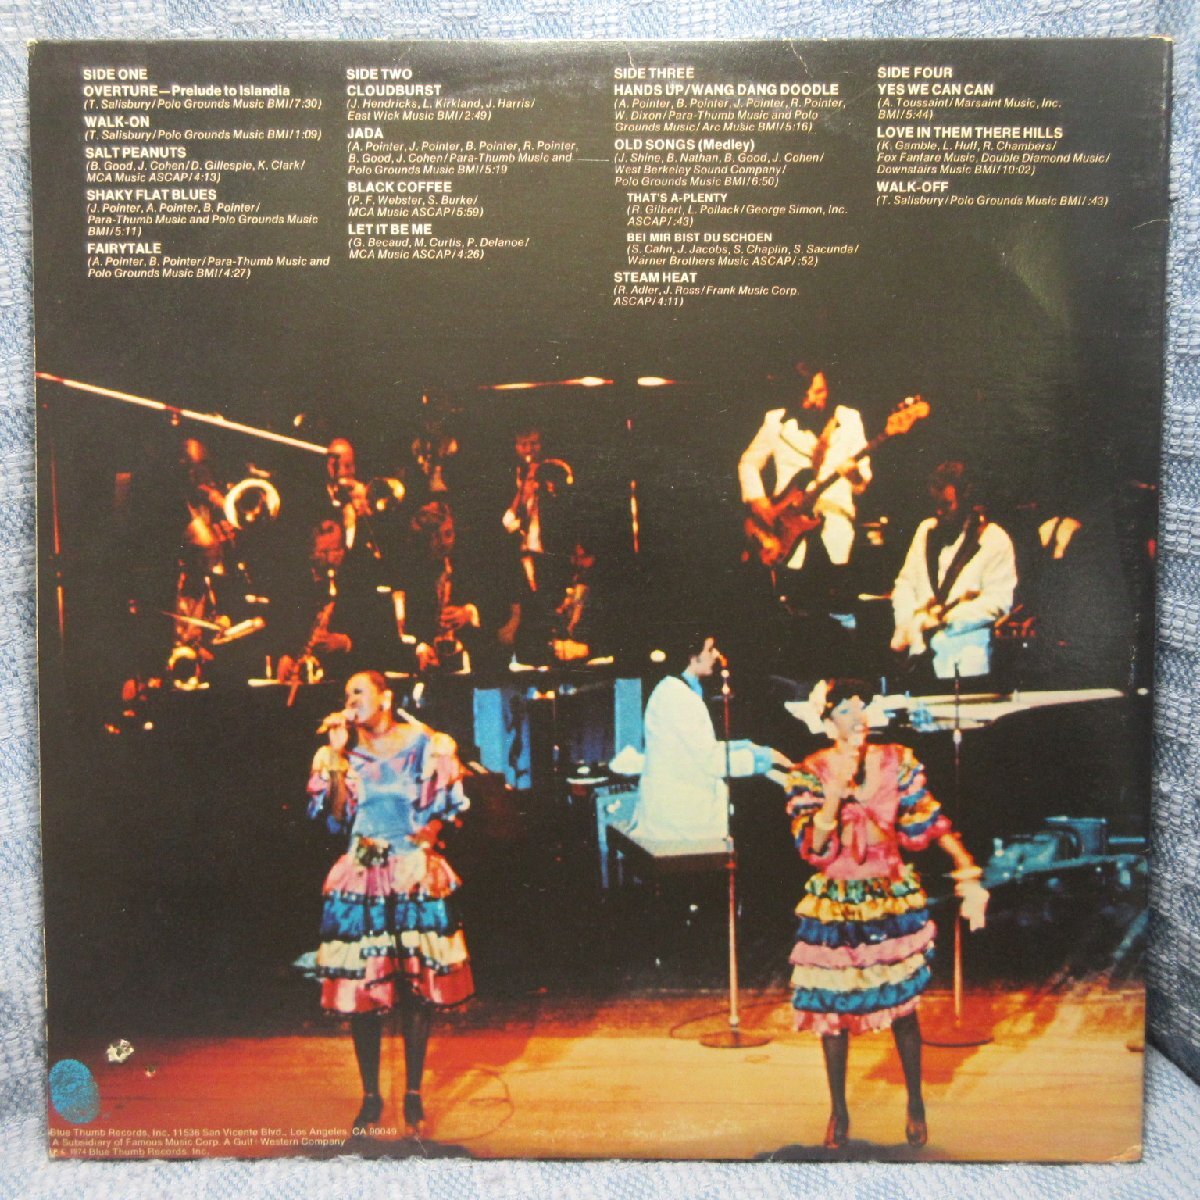 SIDE ONE
OVERTURE—Prelude to Islandia
(T. Salisbury/Polo Grounds Music BMI/7:30)
WALK-ON
(T. Salisbury/Polo Grounds Music BMI/1:09)
SALT PEANUTS
(B. Good, J. Cohen/D. Gillespie, K. Clark/
MCA Music ASCAP/4:13)
SHAKY FLAT BLUES
(J. Pointer, A. Pointer, B. Pointer/
Para-Thumb Music and Polo Grounds Music
BMI/5:11)
FAIRYTALE
(A. Pointer, B. Pointer/Para-Thumb Music and
Polo Grounds Music BMI/4:27)
SIDE TWO
CLOUDBURST
(J. Hendricks, L. Kirkland, J. Harris/
East Wick Music BMI/2:49)
JADA
(A. Pointer, J. Pointer, B. Pointer, R. Pointer,
B. Good, J. Cohen/Para-Thumb Music and
Polo Grounds Music BMI/5:19
BLACK COFFEE
(P. F. Webster, S. Burke/
MCA Music ASCAP/5:59)
LET IT BE ME
(G. Becaud, M. Curtis, P. Delanoe/
MCA Music ASCAP/4:26)
SIDE THREE
HANDS UP/WANG DANG DOODLE
(A. Pointer, B. Pointer, J. Pointer, R. Pointer,
W. Dixon/Para-Thumb Music and Polo
Grounds Music/Arc Music BMI/5:16)
OLD SONGS (Medley)
(J. Shine, B. Nathan, B. Good, J. Cohen/
West Berkeley Sound Company/
Polo Grounds Music BMI/6:50)
THAT'S A-PLENTY
(R. Gilbert, L. Pollack/George Simon, Inc.
ASCAP/:43)
BEI MIR BIST DU SCHOEN
(S. Cahn, J. Jacobs, S. Chaplin, S. Sacunda/
Warner Brothers Music ASCAP/:52)
STEAM HEAT
(R. Adler, J. Ross/Frank Music Corp.
ASCAP/4:11)
SIDE FOUR
YES WE CAN CAN
(A. Toussaint/Marsaint Music, Inc.
BMI/5:44)
LOVE IN THEM THERE HILLS
(K. Gamble, L. Huff, R. Chambers/
Fox Fanfare Music, Double Diamond Music/
Downstairs Music BMI/10:02)
WALK-OFF
(T. Salisbury/Polo Grounds Music BMI/:43)
Blue Thumb Records, Inc. 11536 San Vicente Blvd., Los Angeles, CA 90049
A Subsidiary of Famous Music Corp. A Gulf+Western Company
1974 Blue Thumb Records, Inc.